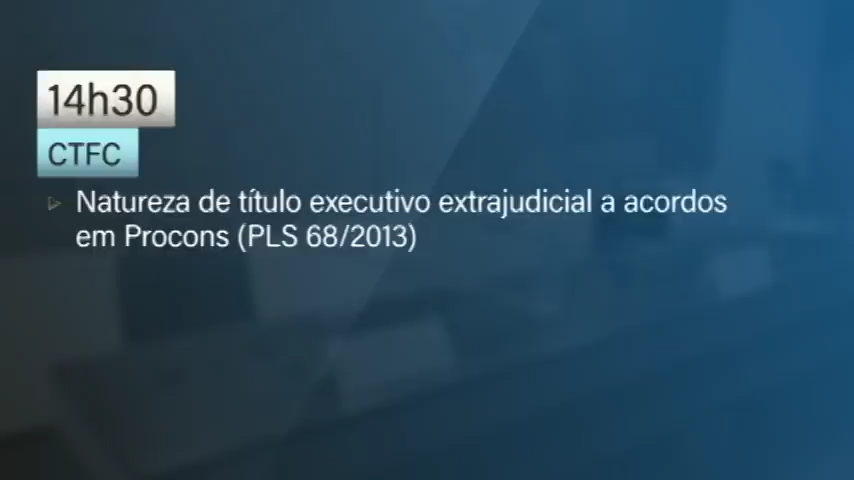 14h30
CTFC
Natureza de título executivo extrajudicial a acordos
em Procons (PLS 68/2013)